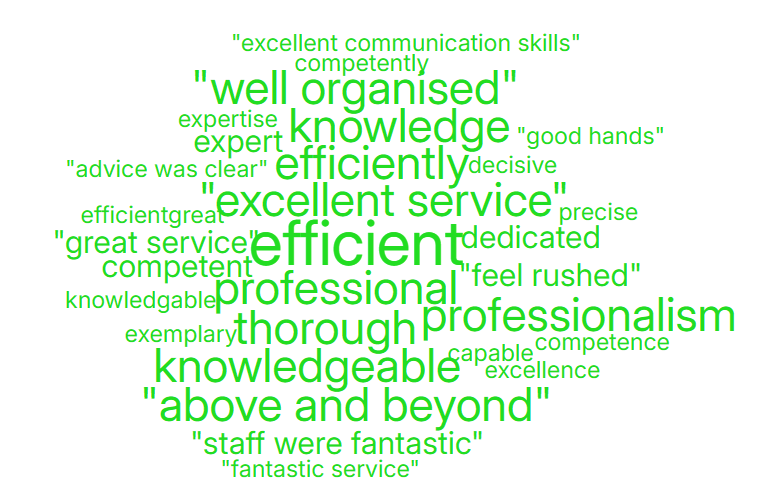 "excellent communication skills"
competently
"well organised"
expertise
knowledge
"good hands"
expert
"advice was clear"
efficiently
decisive
"excellent service"
efficientgreat
precise
"great service"
efficient
dedicated
competent
professional
"feel rushed"
knowledgable
professionalism
exemplary
thorough
competence
knowledgeable
capable
excellence
"above and beyond"
"staff were fantastic"
"fantastic service"